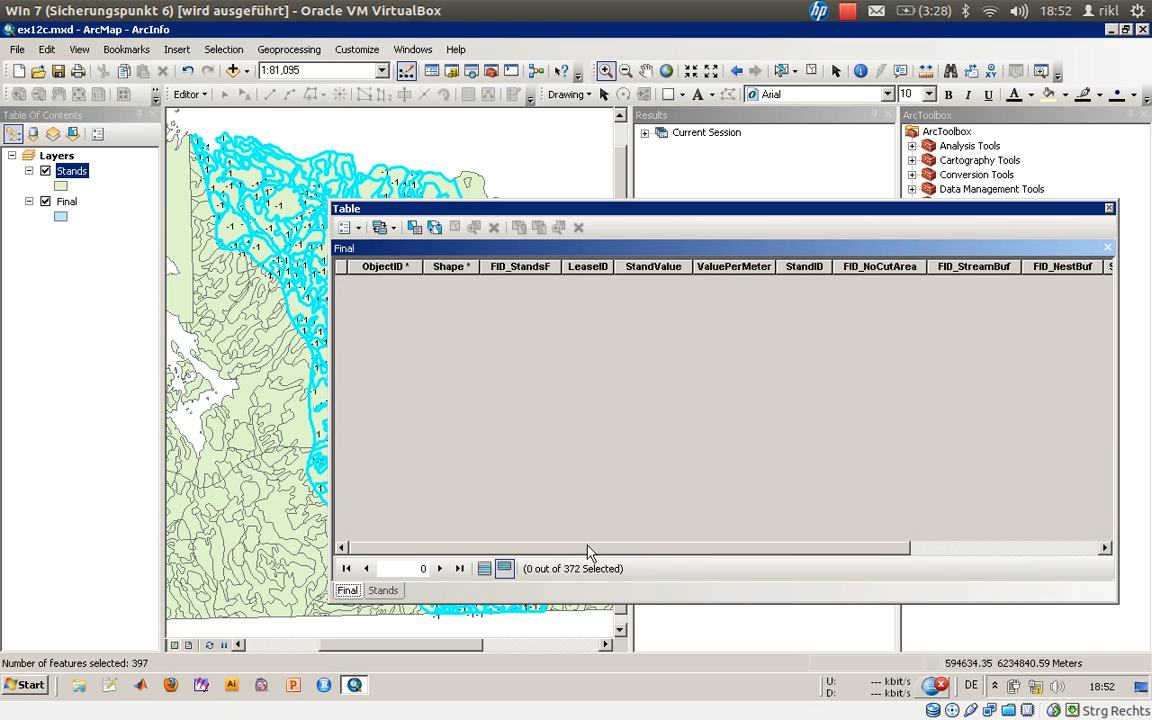 WIn 7 (Sicherungspunkt 6) [wird ausgeführt] - Oracle VM VirtualBox
(3:28) 18:52 rikl
ex12c.mxd - ArcMap - ArcInfo
File Edit View Bookmarks Insert Selection Geoprocessing Customize Windows Help
1:81,095
Editor Drawing A Arial 10 B I U A
Table Of Contents
Layers
Stands
Final
Results
Current Session
ArcToolbox
ArcToolbox
Analysis Tools
Cartography Tools
Conversion Tools
Data Management Tools
Table
Final
ObjectID * Shape * FID_StandsF LeaseID StandValue ValuePerMeter StandID FID_NoCutArea FID_StreamBuf FID_NestBuf S
0 (0 out of 372 Selected)
Final Stands
Number of features selected: 397
594634.35 6234840.59 Meters
Start
U: --- kbit/s
D: --- kbit/s
DE 18:52
Strg Rechts